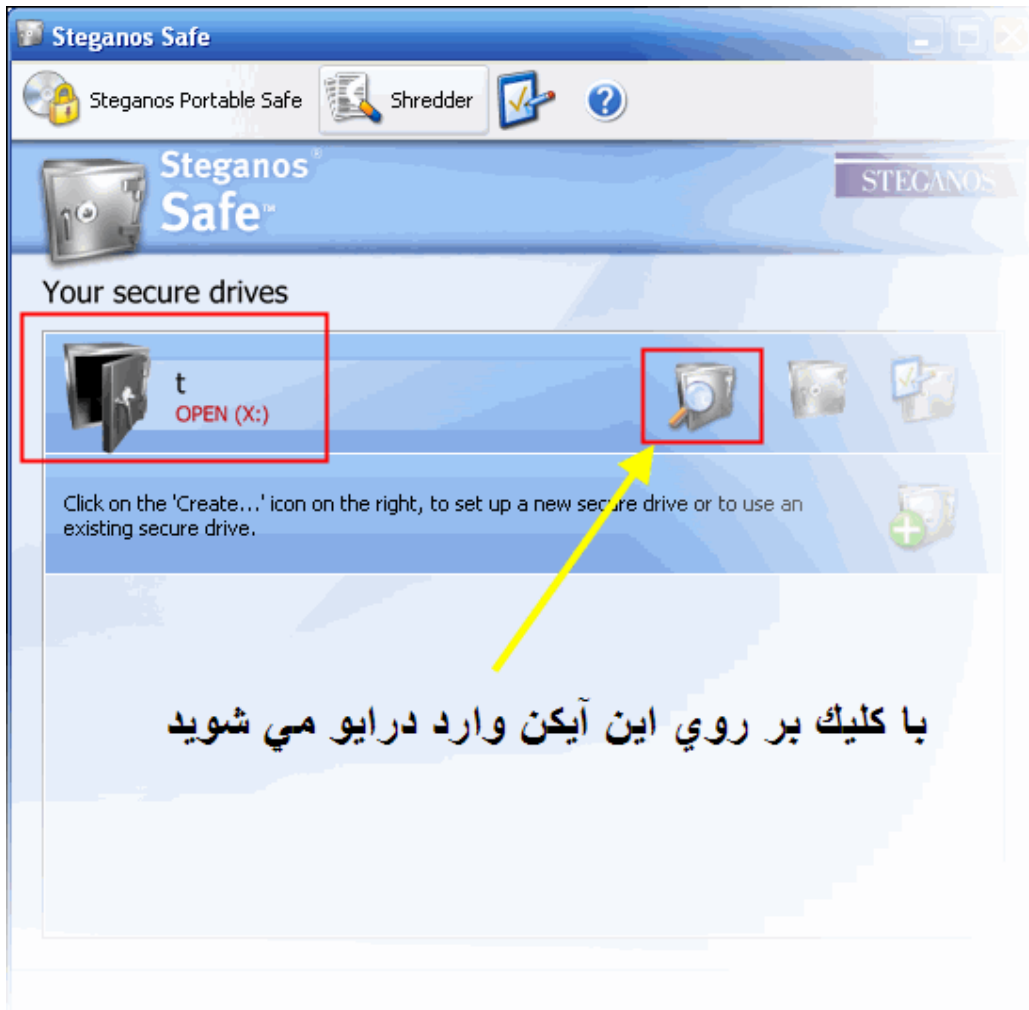 Steganos Safe
Steganos Portable Safe Shredder
Steganos®
Safe™
STEGANOS
Your secure drives
t
OPEN (X:)
Click on the 'Create...' icon on the right, to set up a new secure drive or to use an
existing secure drive.
با كليك بر روي اين آيكن وارد درايو مي شويد